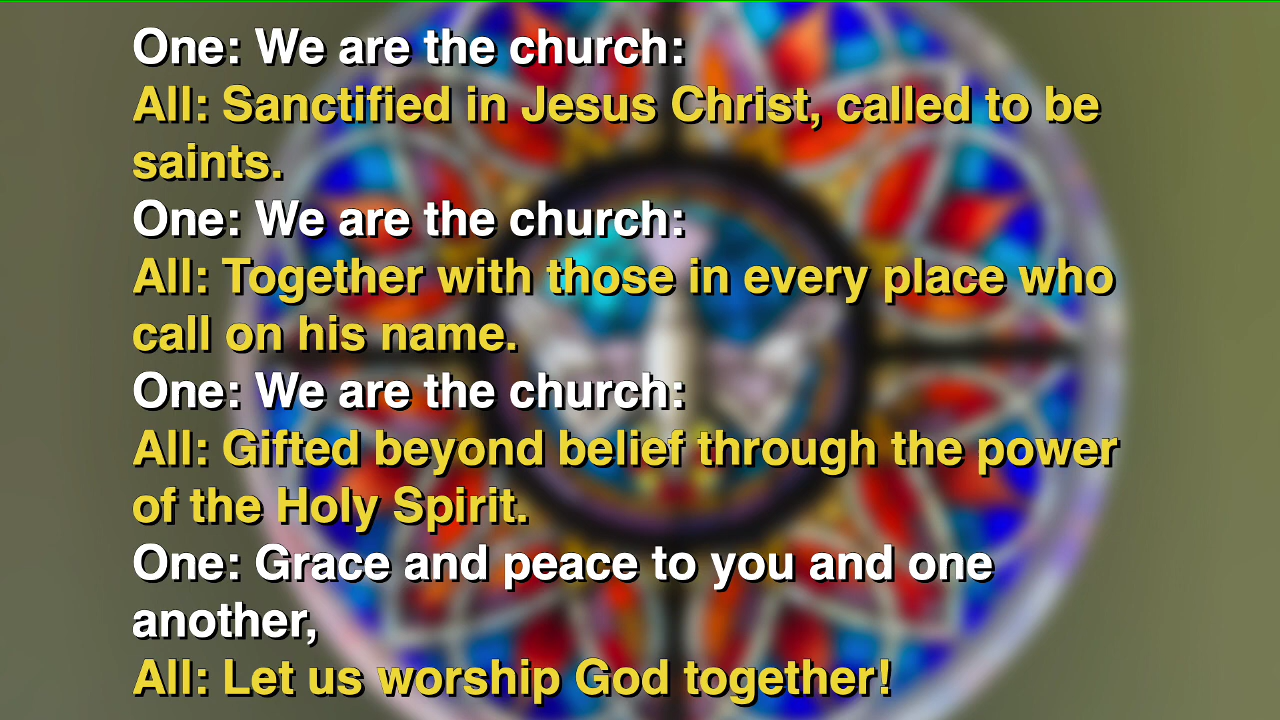 One: We are the church:
All: Sanctified in Jesus Christ, called to be
saints.
One: We are the church:
All: Together with those in every place who
call on his name.
One: We are the church:
All: Gifted beyond belief through the power
of the Holy Spirit.
One: Grace and peace to you and one
another,
All: Let us worship God together!